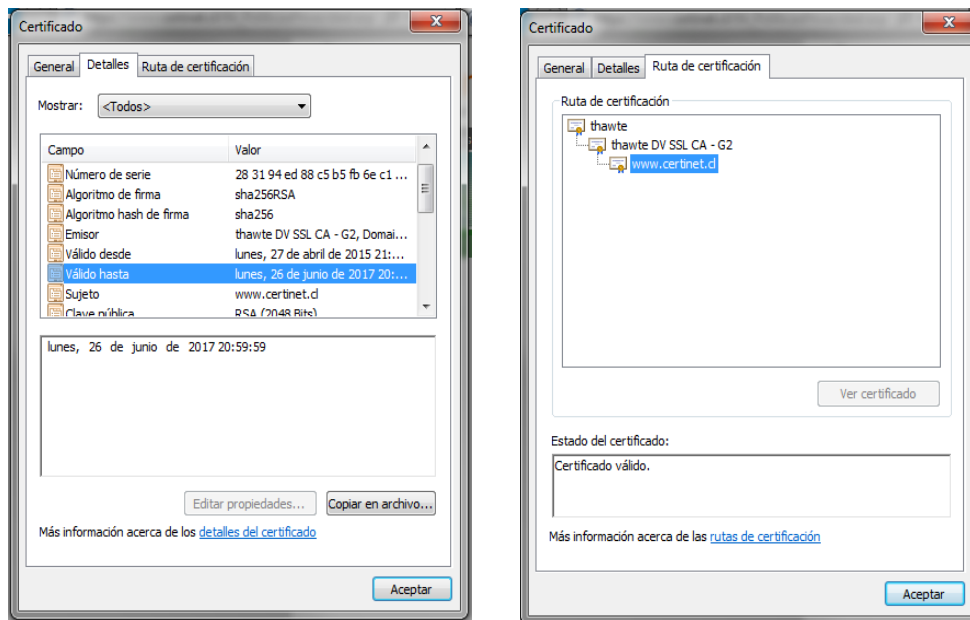 Certificado
General Detalles Ruta de certificación
Mostrar: <Todos>
Campo Valor
Número de serie 28 31 94 ed 88 c5 b5 fb 6e c1 ...
Algoritmo de firma sha256RSA
Algoritmo hash de firma sha256
Emisor thawte DV SSL CA - G2, Domai...
Válido desde lunes, 27 de abril de 2015 21:...
Válido hasta lunes, 26 de junio de 2017 20:...
Sujeto www.certinet.cl
Clave pública RSA (2048 Bits)
lunes, 26 de junio de 2017 20:59:59
Editar propiedades... Copiar en archivo...
Más información acerca de los detalles del certificado
Aceptar
Certificado
General Detalles Ruta de certificación
Ruta de certificación
thawte
thawte DV SSL CA - G2
www.certinet.cl
Ver certificado
Estado del certificado:
Certificado válido.
Más información acerca de las rutas de certificación
Aceptar